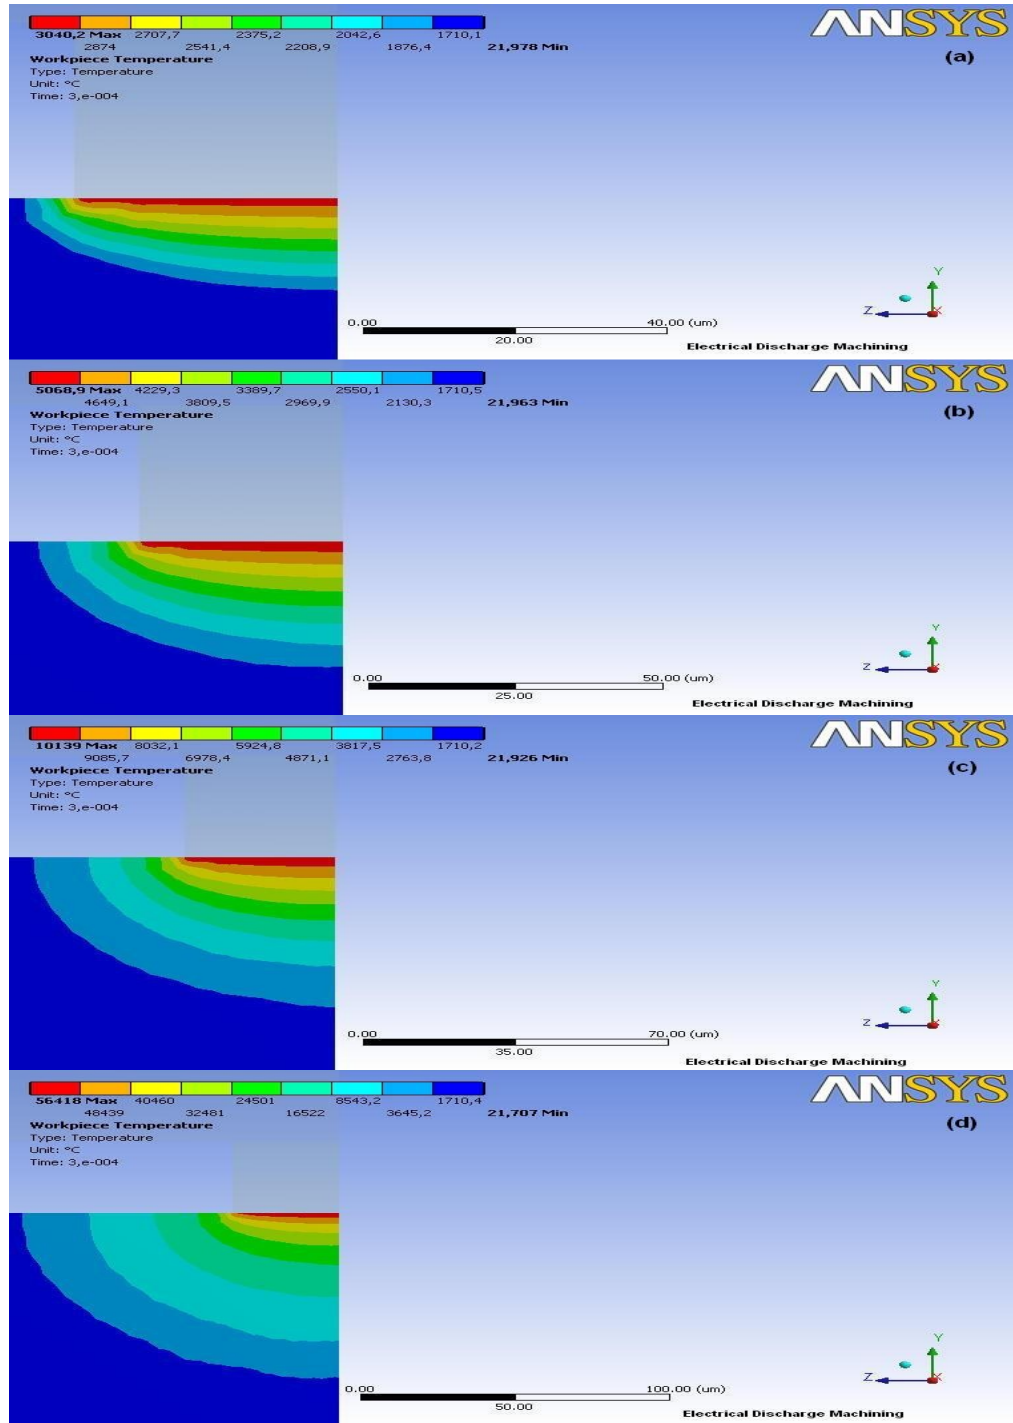 3040,2 Max 2707,7 2375,2 2042,6 1710,1
2874 2541,4 2208,9 1876,4 21,978 Min
Workpiece Temperature
Type: Temperature
Unit: °C
Time: 3,e-004
ANSYS
(a)
Y
Z X
0.00 40.00 (um)
20.00
Electrical Discharge Machining
5068,9 Max 4229,3 3389,7 2550,1 1710,5
4649,1 3809,5 2969,9 2130,3 21,963 Min
Workpiece Temperature
Type: Temperature
Unit: °C
Time: 3,e-004
ANSYS
(b)
Y
Z X
0.00 50.00 (um)
25.00
Electrical Discharge Machining
10139 Max 8032,1 5924,8 3817,5 1710,2
9085,7 6978,4 4871,1 2763,8 21,926 Min
Workpiece Temperature
Type: Temperature
Unit: °C
Time: 3,e-004
ANSYS
(c)
Y
Z X
0.00 70.00 (um)
35.00
Electrical Discharge Machining
56418 Max 40460 24501 8543,2 1710,4
48439 32481 16522 3645,2 21,707 Min
Workpiece Temperature
Type: Temperature
Unit: °C
Time: 3,e-004
ANSYS
(d)
Y
Z X
0.00 100.00 (um)
50.00
Electrical Discharge Machining